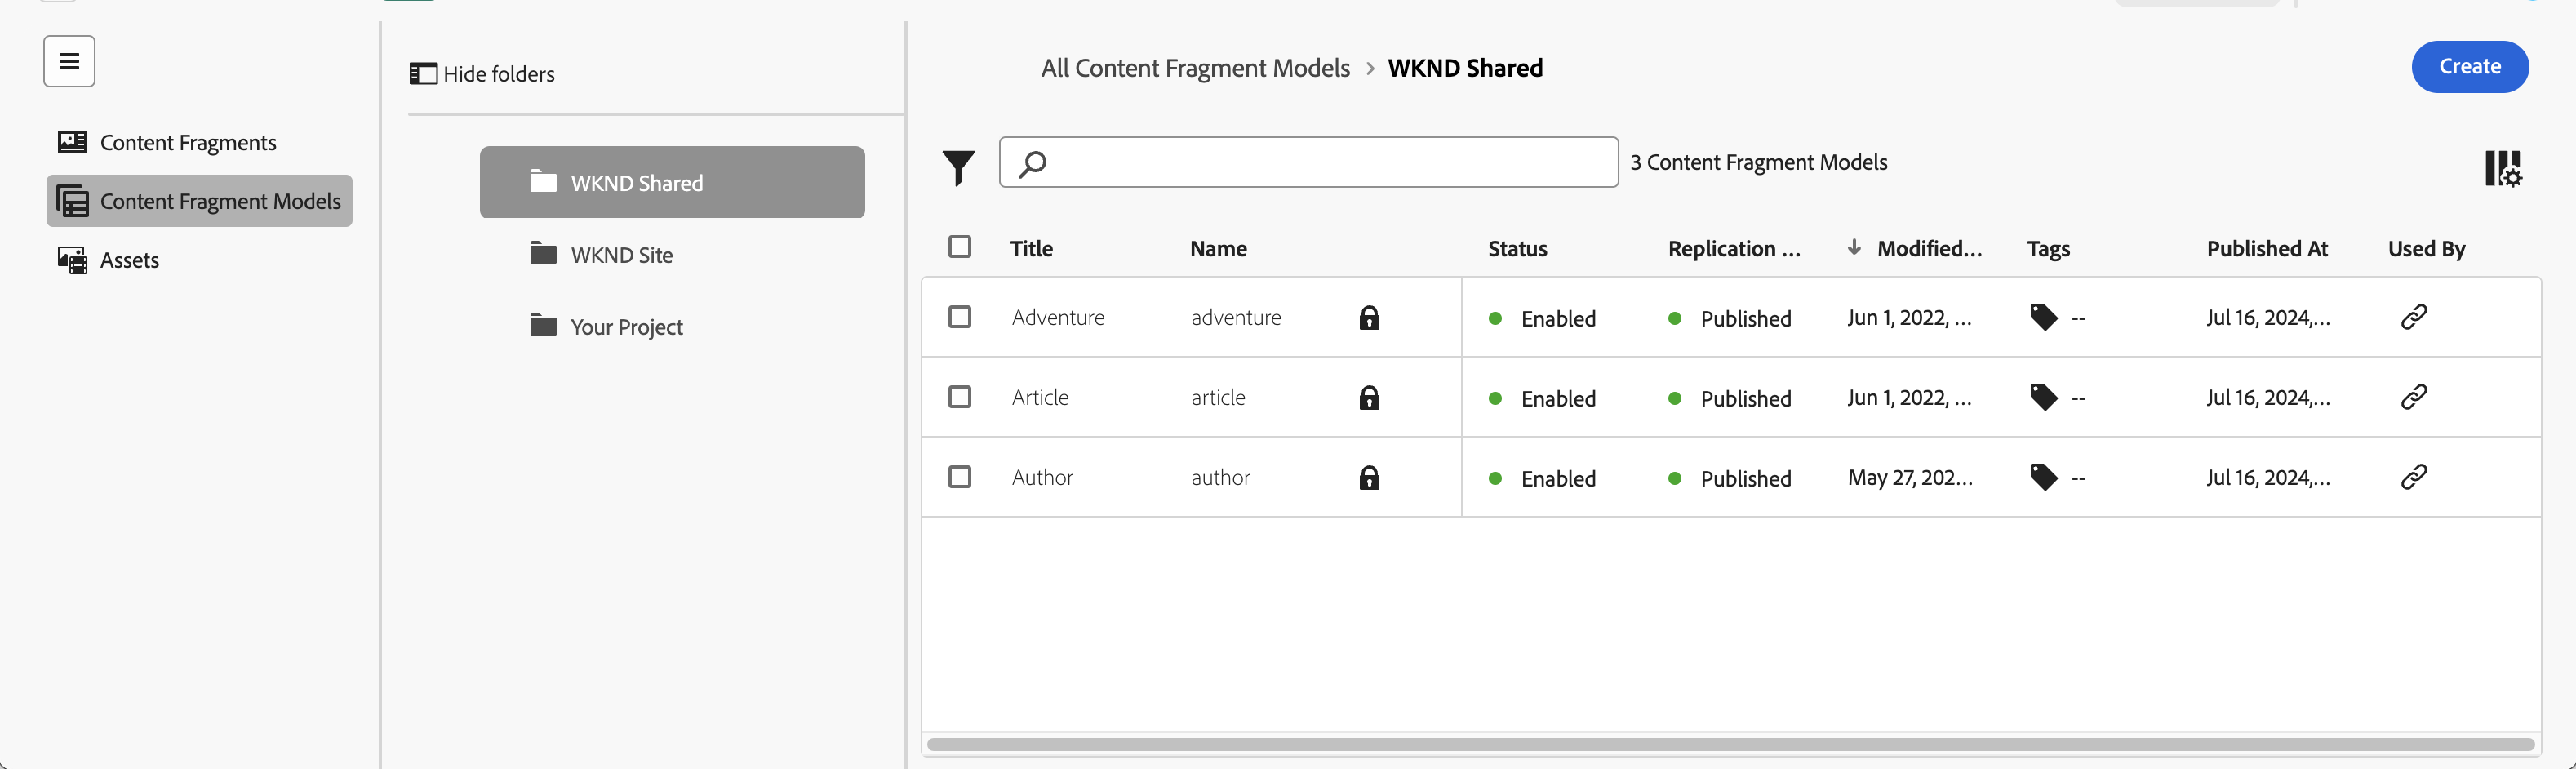 Hide folders
All Content Fragment Models > WKND Shared
Create
Content Fragments
Content Fragment Models
Assets
WKND Shared
WKND Site
Your Project
3 Content Fragment Models
Title Name Status Replication ... Modified... Tags Published At Used By
Adventure adventure Enabled Published Jun 1, 2022, ... -- Jul 16, 2024,...
Article article Enabled Published Jun 1, 2022, ... -- Jul 16, 2024,...
Author author Enabled Published May 27, 202... -- Jul 16, 2024,...